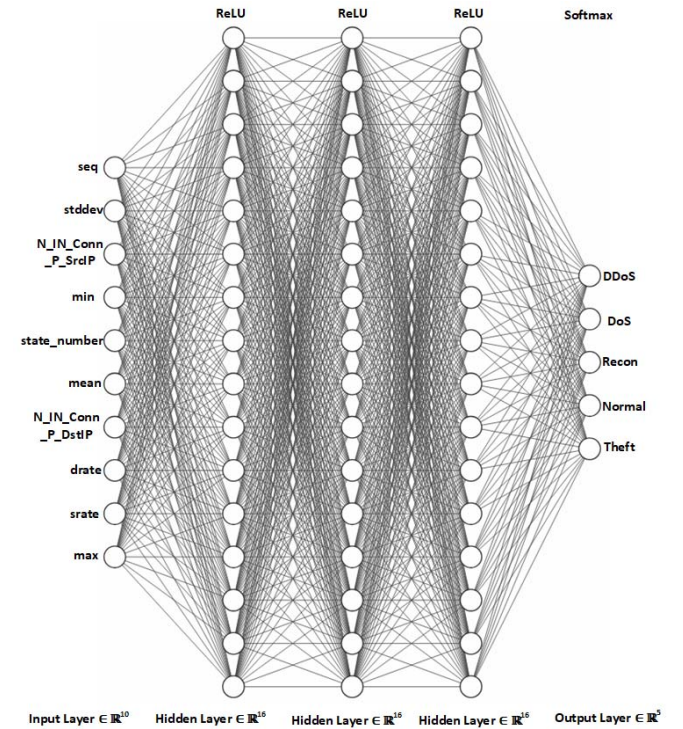 ReLU ReLU ReLU Softmax
seq
stddev
N_IN_Conn
_P_SrcIP
min
state_number
mean
N_IN_Conn
_P_DstIP
drate
srate
max
DDoS
DoS
Recon
Normal
Theft
Input Layer ∈ ℝ¹⁰ Hidden Layer ∈ ℝ¹⁶ Hidden Layer ∈ ℝ¹⁶ Hidden Layer ∈ ℝ¹⁶ Output Layer ∈ ℝ⁵